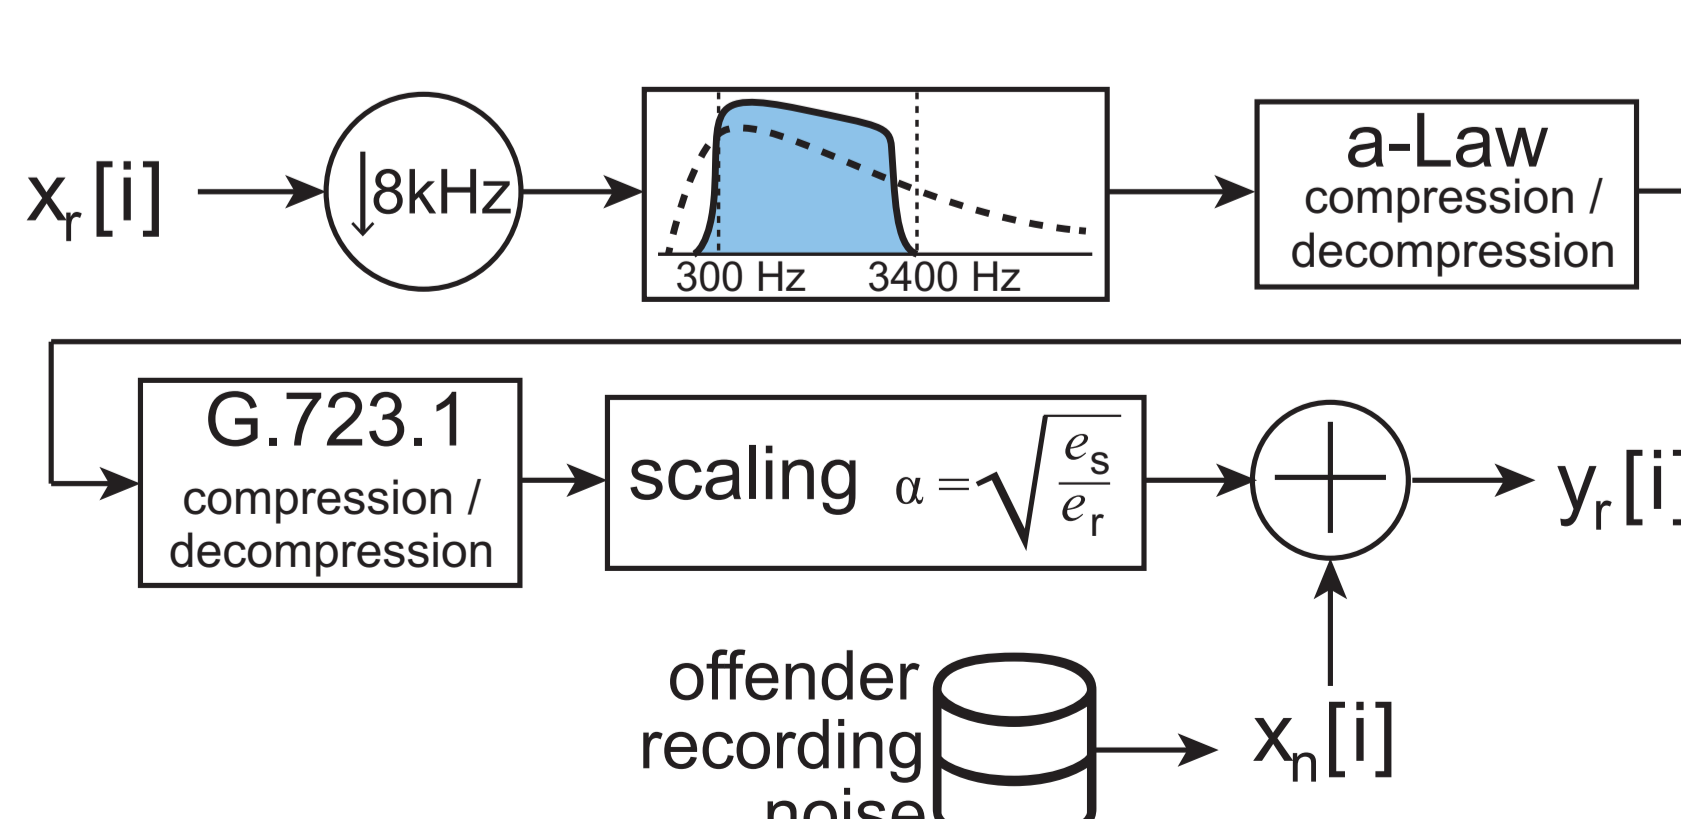 xr[i]
↓8kHz
300 Hz 3400 Hz
a-Law
compression /
decompression
G.723.1
compression /
decompression
scaling α = √(es/er)
yr[i]
offender
recording
noise
xn[i]